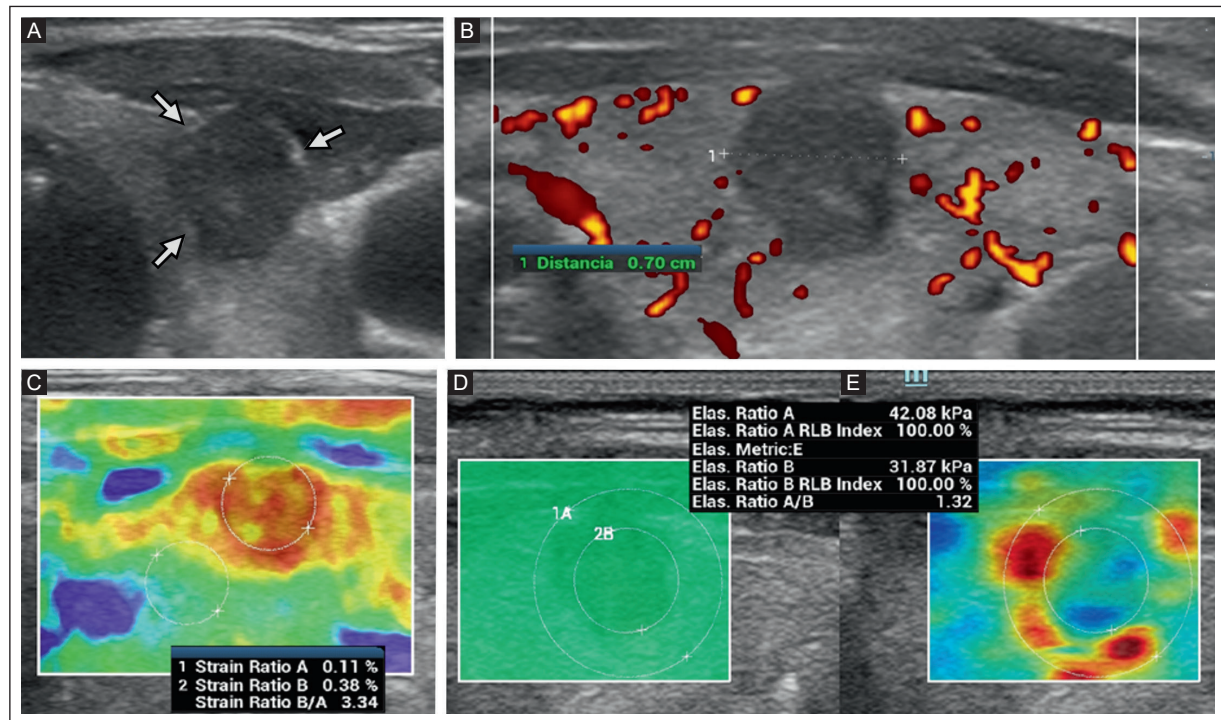 A
B
1
1 Distancia 0.70 cm
C
1 Strain Ratio A 0.11 %
2 Strain Ratio B 0.38 %
Strain Ratio B/A 3.34
D
E
1A
2B
Elas. Ratio A 42.08 kPa
Elas. Ratio A RLB Index 100.00 %
Elas. Metric:E
Elas. Ratio B 31.87 kPa
Elas. Ratio B RLB Index 100.00 %
Elas. Ratio A/B 1.32